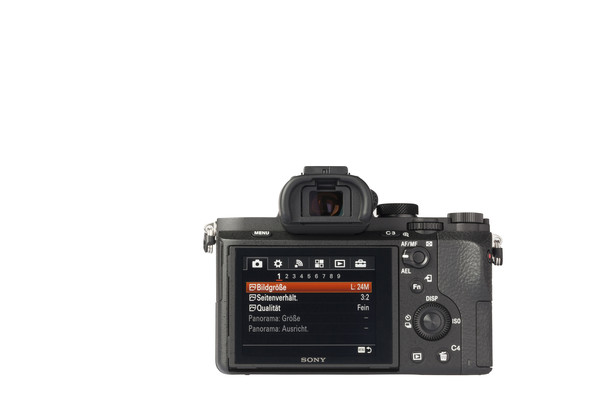 MENU
C3
AF/MF
AEL
1 2 3 4 5 6 7 8 9
Bildgröße L: 24M
Seitenverhält. 3:2
Qualität Fein
Panorama: Größe --
Panorama: Ausricht. --
Fn
DISP
ISO
C4
SONY